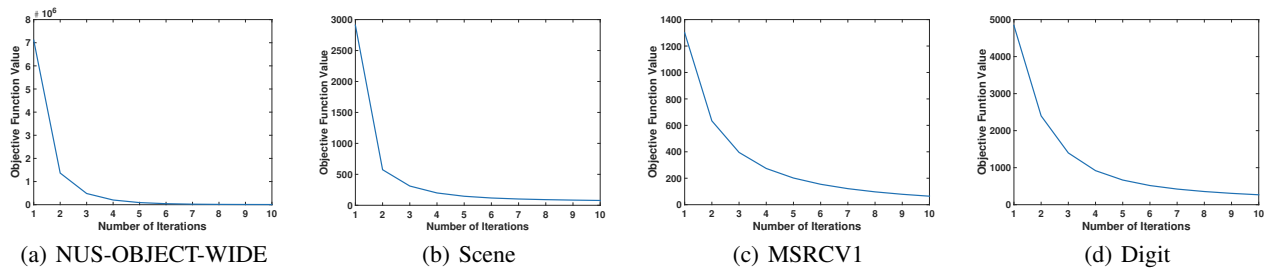 # 10^6
8
7
6
5
4
3
2
1
0
Objective Function Value
1 2 3 4 5 6 7 8 9 10
Number of Iterations
(a) NUS-OBJECT-WIDE
3000
2500
2000
1500
1000
500
0
Objective Function Value
1 2 3 4 5 6 7 8 9 10
Number of Iterations
(b) Scene
1400
1200
1000
800
600
400
200
0
Objective Function Value
1 2 3 4 5 6 7 8 9 10
Number of Iterations
(c) MSRCV1
5000
4000
3000
2000
1000
0
Objective Funtion Value
1 2 3 4 5 6 7 8 9 10
Number of Iterations
(d) Digit